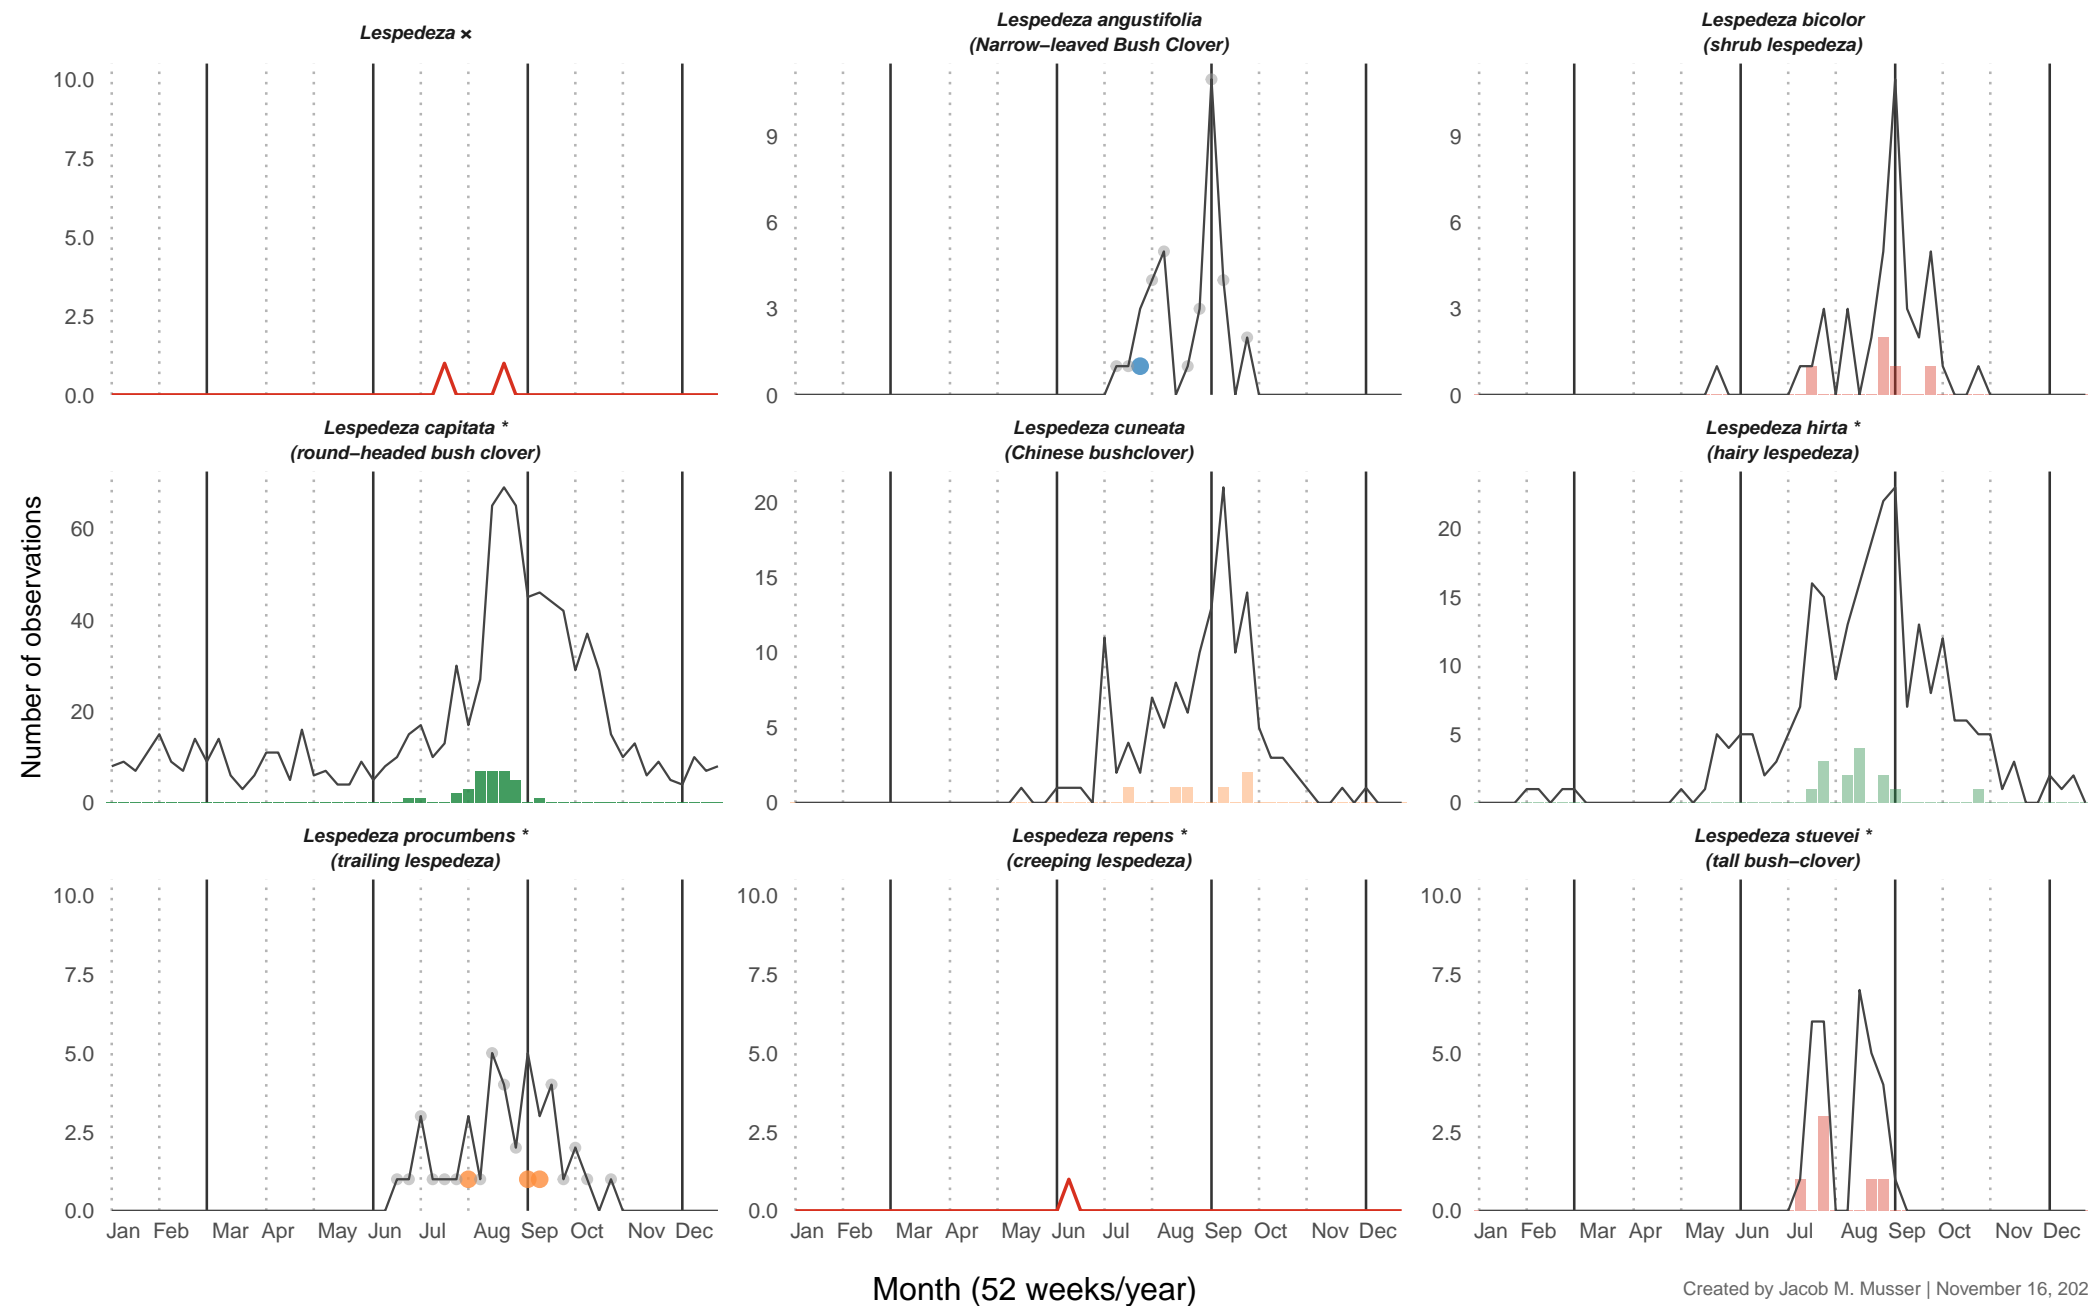 Lespedeza ×
Lespedeza angustifolia
(Narrow–leaved Bush Clover)
Lespedeza bicolor
(shrub lespedeza)
10.0
7.5
5.0
2.5
0.0
9
6
3
0
9
6
3
0
Lespedeza capitata *
(round–headed bush clover)
Lespedeza cuneata
(Chinese bushclover)
Lespedeza hirta *
(hairy lespedeza)
Number of observations
60
40
20
0
20
15
10
5
0
20
15
10
5
0
Lespedeza procumbens *
(trailing lespedeza)
Lespedeza repens *
(creeping lespedeza)
Lespedeza stuevei *
(tall bush–clover)
10.0
7.5
5.0
2.5
0.0
10.0
7.5
5.0
2.5
0.0
10.0
7.5
5.0
2.5
0.0
Jan Feb Mar Apr May Jun Jul Aug Sep Oct Nov Dec
Jan Feb Mar Apr May Jun Jul Aug Sep Oct Nov Dec
Jan Feb Mar Apr May Jun Jul Aug Sep Oct Nov Dec
Month (52 weeks/year)
Created by Jacob M. Musser | November 16, 202